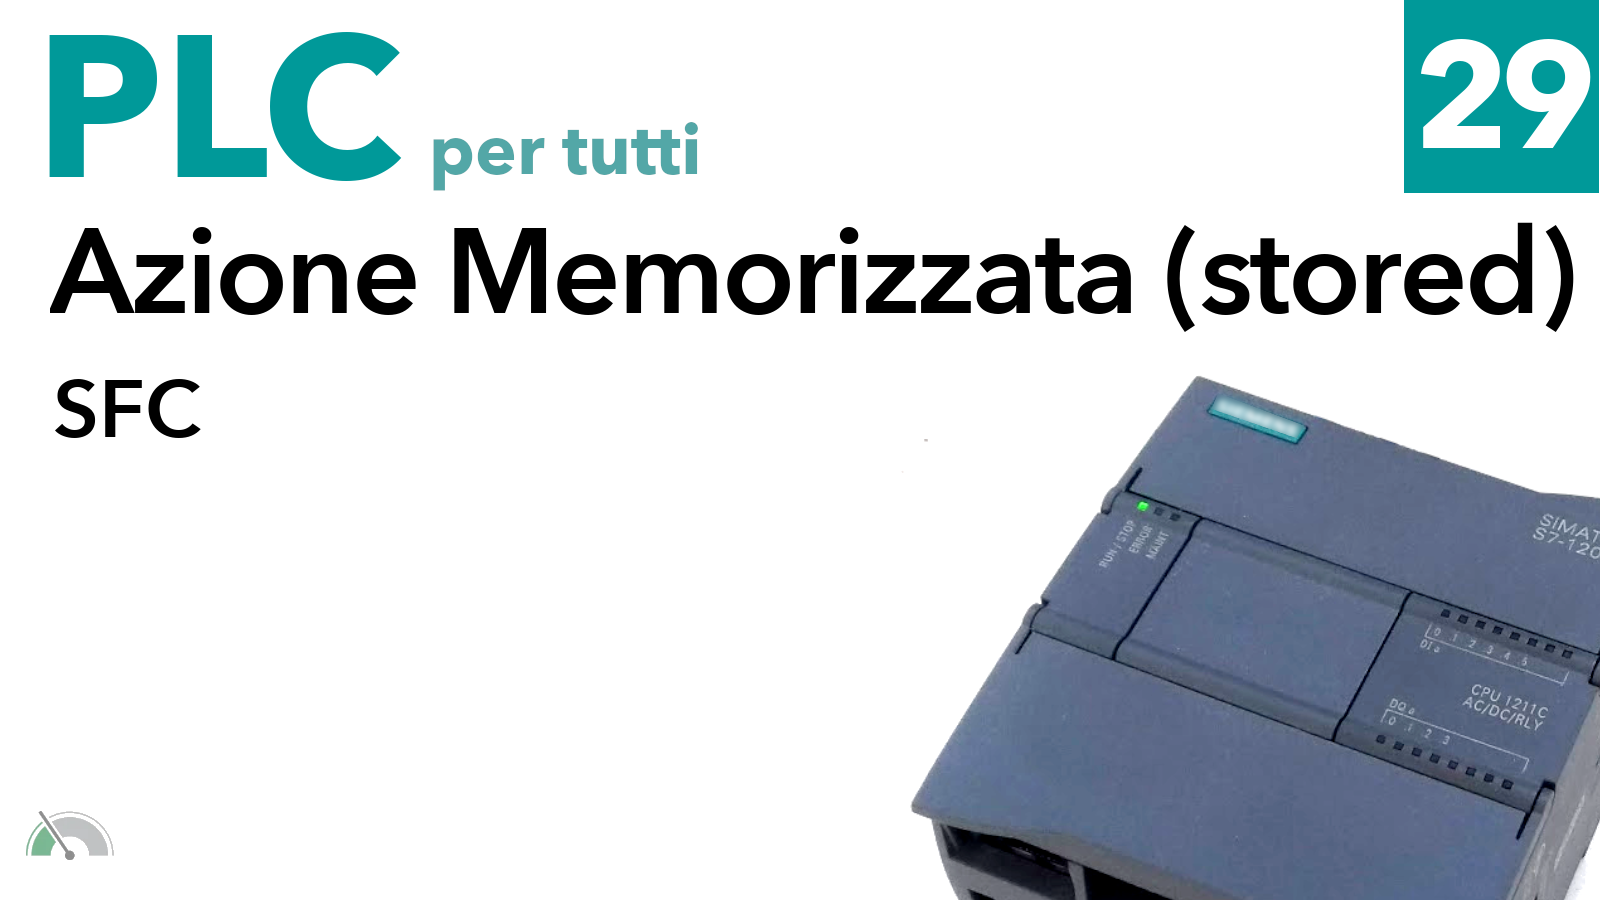 PLC per tutti
29
Azione Memorizzata (stored)
SFC
SIMAT
S7-120
RUN / STOP
ERROR
MAINT
0 .1 .2 .3 .4 .5
DI a
CPU 1211C
AC/DC/RLY
DQ a
.0 .1 .2 .3